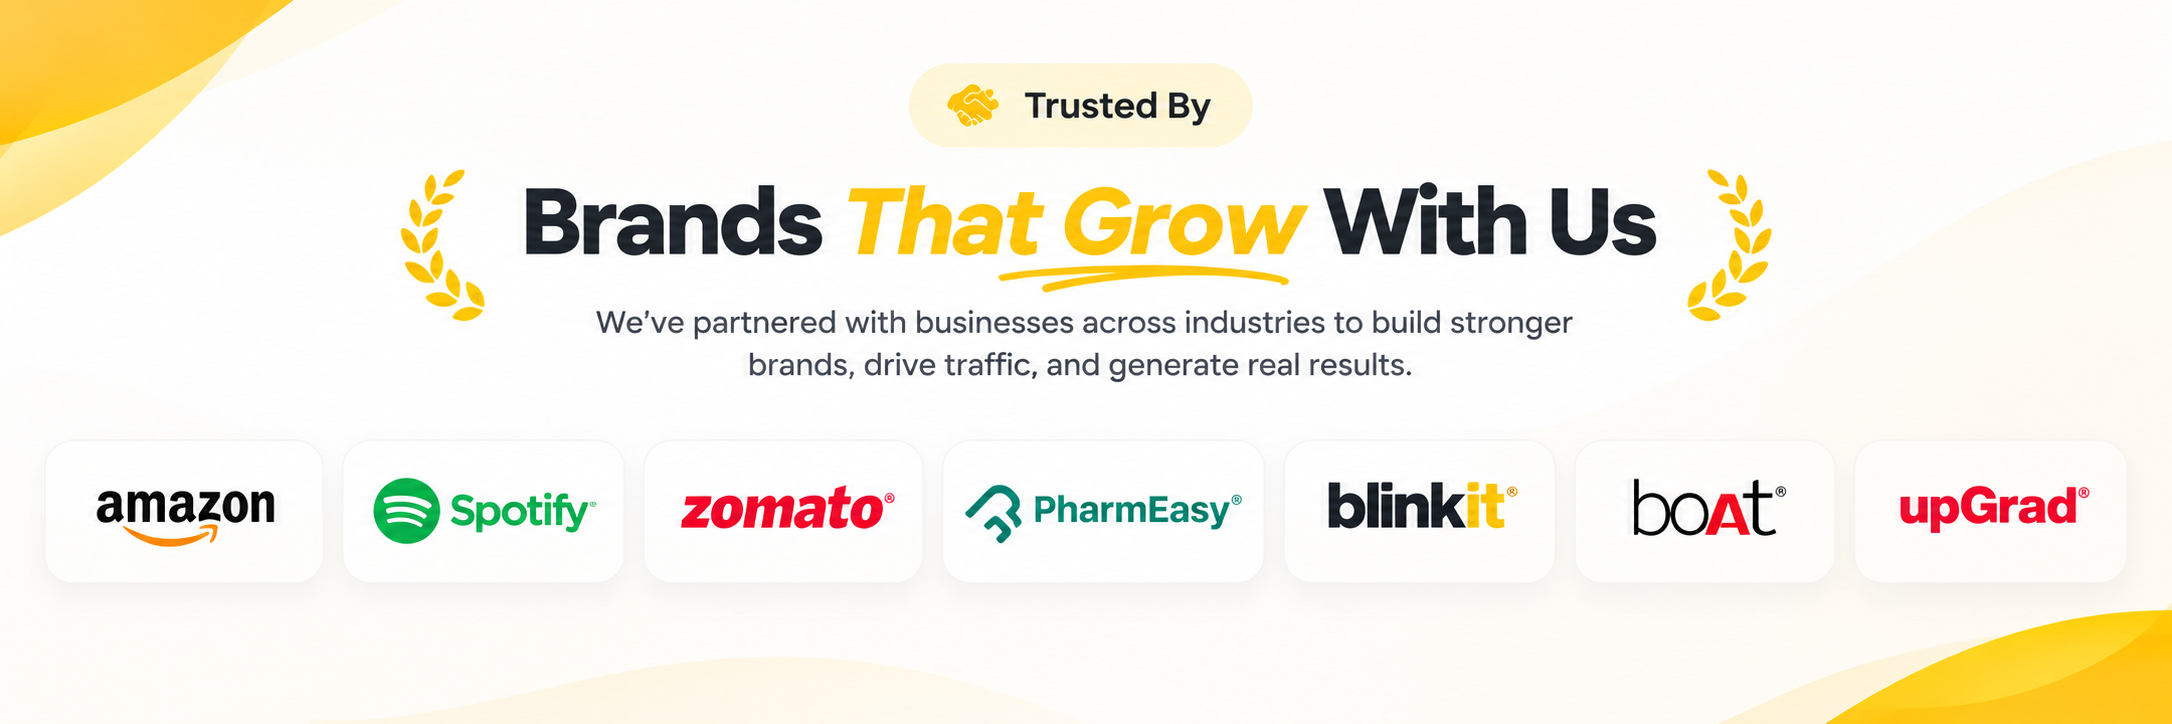 Trusted By
Brands That Grow With Us
We’ve partnered with businesses across industries to build stronger
brands, drive traffic, and generate real results.
amazon
Spotify®
zomato®
PharmEasy®
blinkit®
boAt®
upGrad®